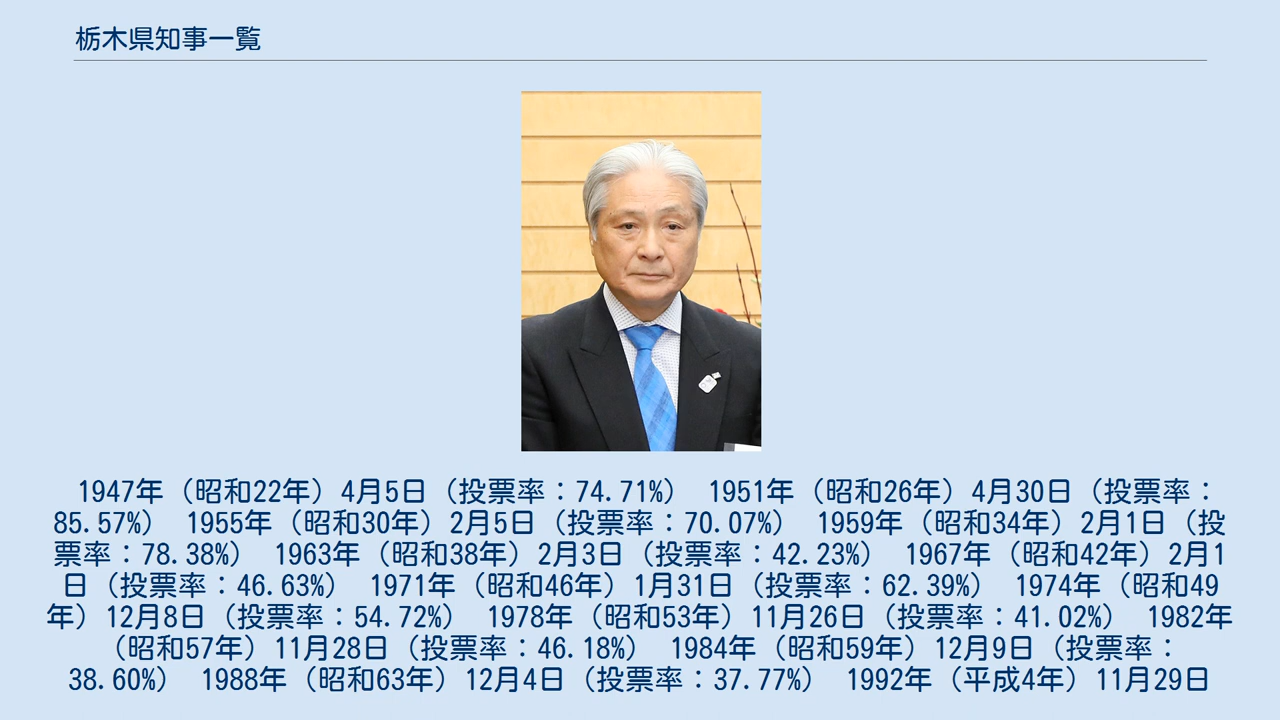 栃木県知事一覧
1947年（昭和22年）4月5日（投票率：74.71%）　1951年（昭和26年）4月30日（投票率：
85.57%）　1955年（昭和30年）2月5日（投票率：70.07%）　1959年（昭和34年）2月1日（投
票率：78.38%）　1963年（昭和38年）2月3日（投票率：42.23%）　1967年（昭和42年）2月1
日（投票率：46.63%）　1971年（昭和46年）1月31日（投票率：62.39%）　1974年（昭和49
年）12月8日（投票率：54.72%）　1978年（昭和53年）11月26日（投票率：41.02%）　1982年
（昭和57年）11月28日（投票率：46.18%）　1984年（昭和59年）12月9日（投票率：
38.60%）　1988年（昭和63年）12月4日（投票率：37.77%）　1992年（平成4年）11月29日